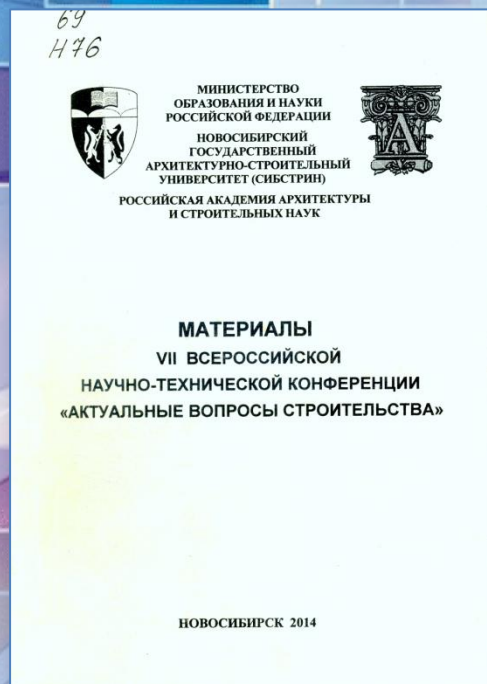 69
Н76
МИНИСТЕРСТВО
ОБРАЗОВАНИЯ И НАУКИ
РОССИЙСКОЙ ФЕДЕРАЦИИ
НОВОСИБИРСКИЙ
ГОСУДАРСТВЕННЫЙ
АРХИТЕКТУРНО-СТРОИТЕЛЬНЫЙ
УНИВЕРСИТЕТ (СИБСТРИН)
РОССИЙСКАЯ АКАДЕМИЯ АРХИТЕКТУРЫ
И СТРОИТЕЛЬНЫХ НАУК
А
МАТЕРИАЛЫ
VII ВСЕРОССИЙСКОЙ
НАУЧНО-ТЕХНИЧЕСКОЙ КОНФЕРЕНЦИИ
«АКТУАЛЬНЫЕ ВОПРОСЫ СТРОИТЕЛЬСТВА»
НОВОСИБИРСК 2014